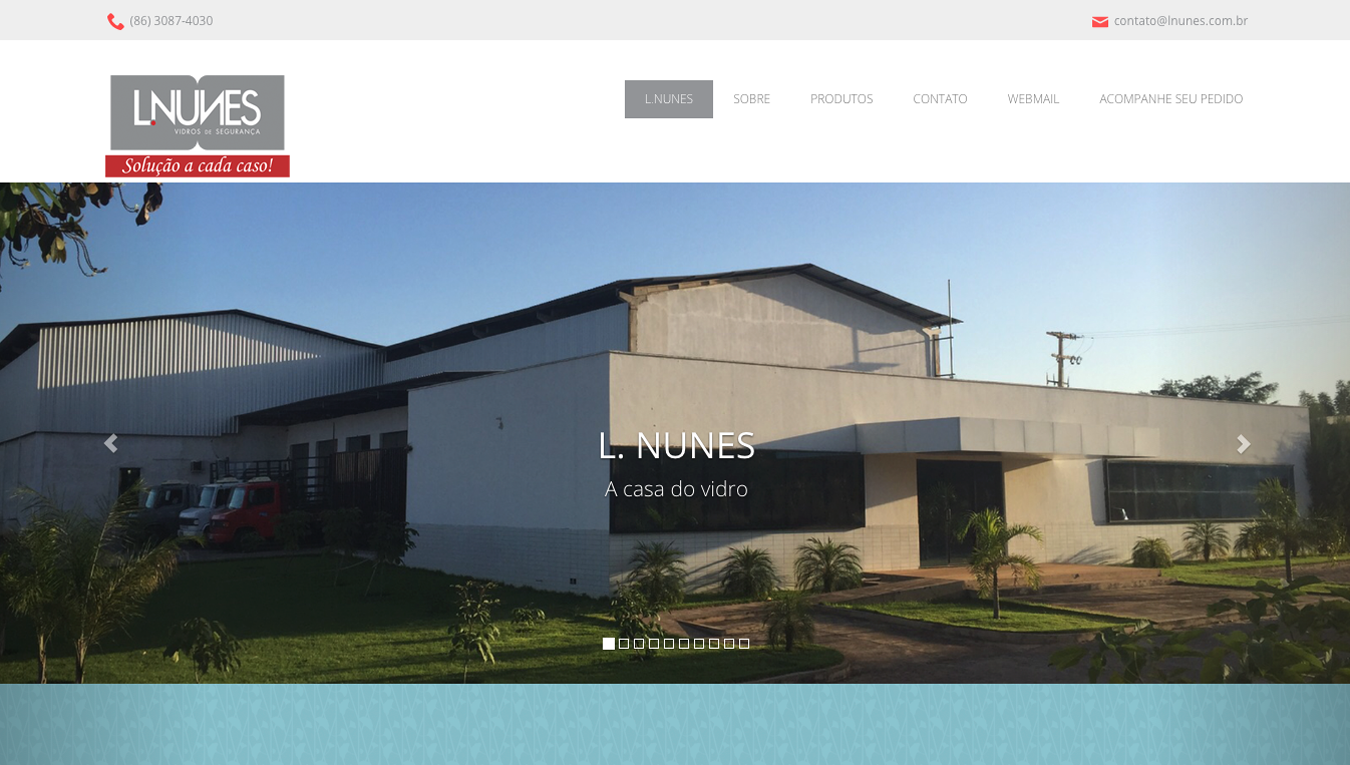 (86) 3087-4030
contato@lnunes.com.br
L.NUNES
VIDROS DE SEGURANÇA
Solução a cada caso!
L.NUNES SOBRE PRODUTOS CONTATO WEBMAIL ACOMPANHE SEU PEDIDO
L. NUNES
A casa do vidro